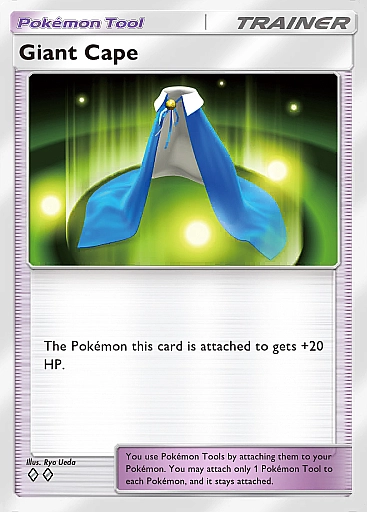 Pokémon Tool
TRAINER
Giant Cape
The Pokémon this card is attached to gets +20
HP.
Illus. Ryo Ueda
You use Pokémon Tools by attaching them to your
Pokémon. You may attach only 1 Pokémon Tool to
each Pokémon, and it stays attached.